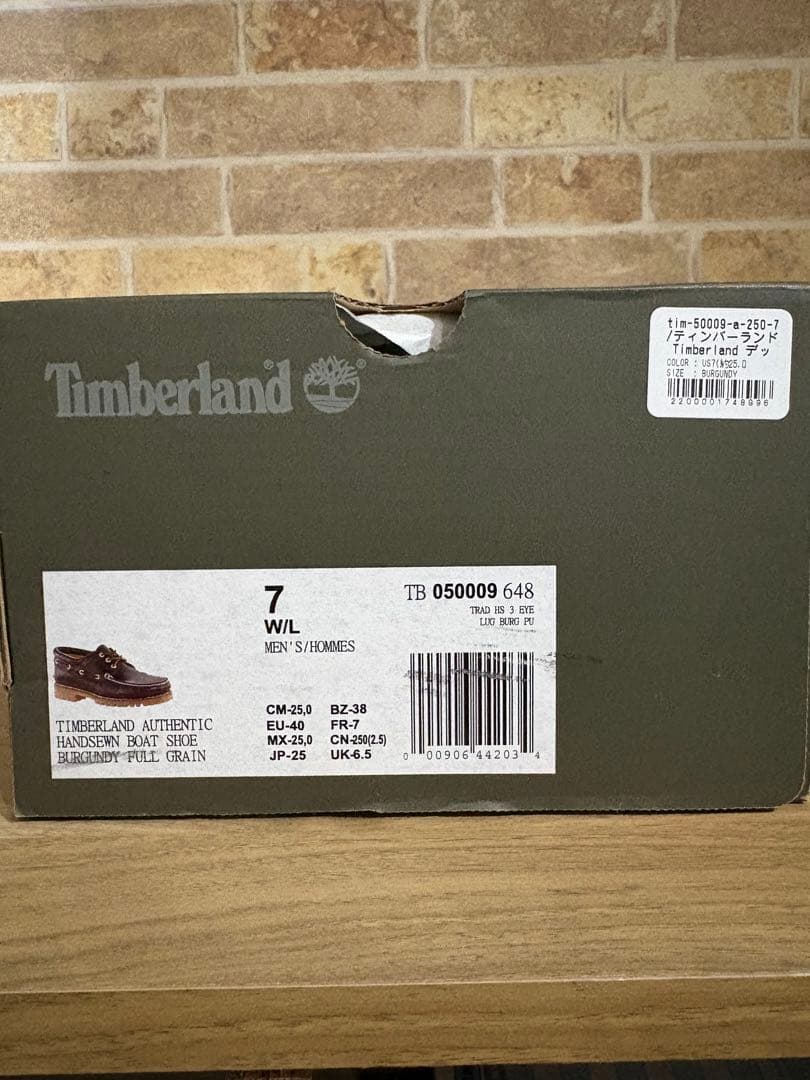 Timberland®
tim-50009-a-250-7
/ティンバーランド
Timberland デッ
COLOR : US7(約25.0
SIZE : BURGUNDY
2200001748996
7
W/L
MEN'S/HOMMES
TB 050009 648
TRAD HS 3 EYE
LUG BURG PU
TIMBERLAND AUTHENTIC
HANDSEWN BOAT SHOE
BURGUNDY FULL GRAIN
CM-25,0 BZ-38
EU-40 FR-7
MX-25,0 CN-250(2.5)
JP-25 UK-6.5
0 00906 44203 4